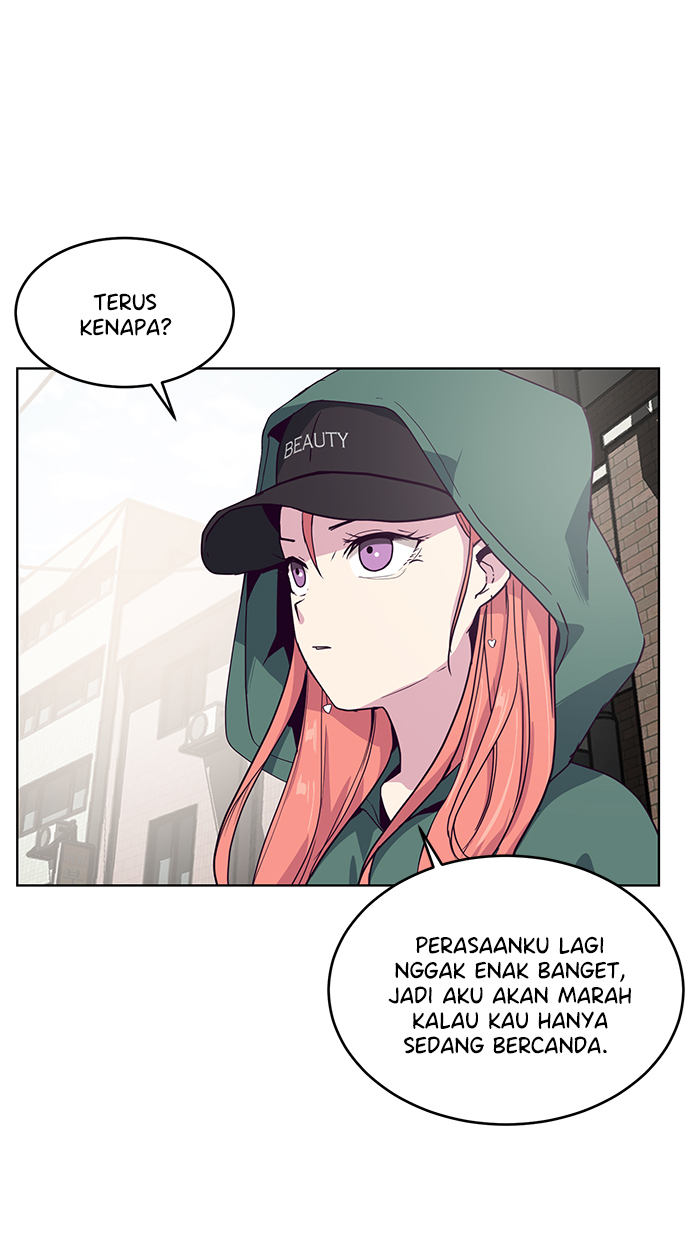 TERUS
KENAPA?
BEAUTY
PERASAANKU LAGI
NGGAK ENAK BANGET,
JADI AKU AKAN MARAH
KALAU KAU HANYA
SEDANG BERCANDA.